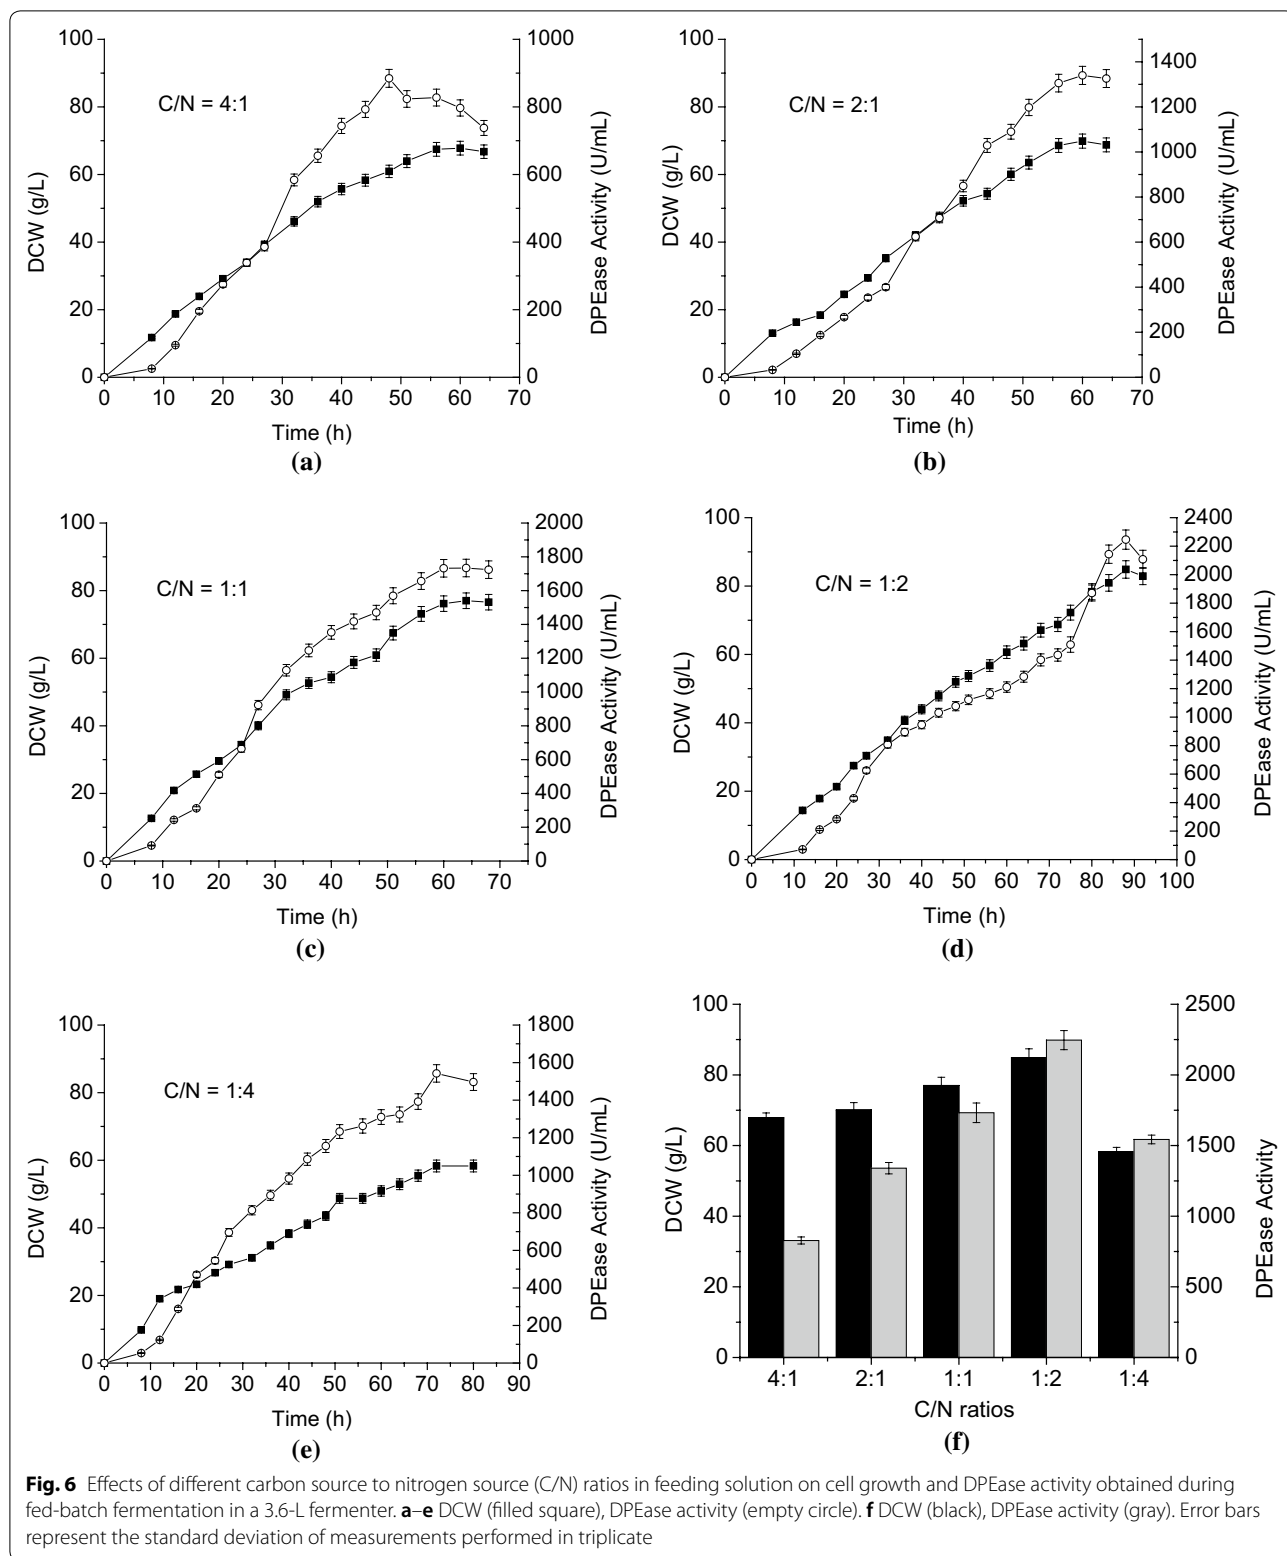 100
80
60
40
20
0
DCW (g/L)
C/N = 4:1
1000
800
600
400
200
0
DPEase Activity (U/mL)
0 10 20 30 40 50 60 70
Time (h)
(a)
100
80
60
40
20
0
DCW (g/L)
C/N = 2:1
1400
1200
1000
800
600
400
200
0
DPEase Activity (U/mL)
0 10 20 30 40 50 60 70
Time (h)
(b)
100
80
60
40
20
0
DCW (g/L)
C/N = 1:1
2000
1800
1600
1400
1200
1000
800
600
400
200
0
DPEase Activity (U/mL)
0 10 20 30 40 50 60 70
Time (h)
(c)
100
80
60
40
20
0
DCW (g/L)
C/N = 1:2
2400
2200
2000
1800
1600
1400
1200
1000
800
600
400
200
0
DPEase Activity (U/mL)
0 10 20 30 40 50 60 70 80 90 100
Time (h)
(d)
100
80
60
40
20
0
DCW (g/L)
C/N = 1:4
1800
1600
1400
1200
1000
800
600
400
200
0
DPEase Activity (U/mL)
0 10 20 30 40 50 60 70 80 90
Time (h)
(e)
100
80
60
40
20
0
DCW (g/L)
2500
2000
1500
1000
500
0
DPEase Activity
4:1 2:1 1:1 1:2 1:4
C/N ratios
(f)
Fig. 6 Effects of different carbon source to nitrogen source (C/N) ratios in feeding solution on cell growth and DPEase activity obtained during
fed-batch fermentation in a 3.6-L fermenter. a–e DCW (filled square), DPEase activity (empty circle). f DCW (black), DPEase activity (gray). Error bars
represent the standard deviation of measurements performed in triplicate